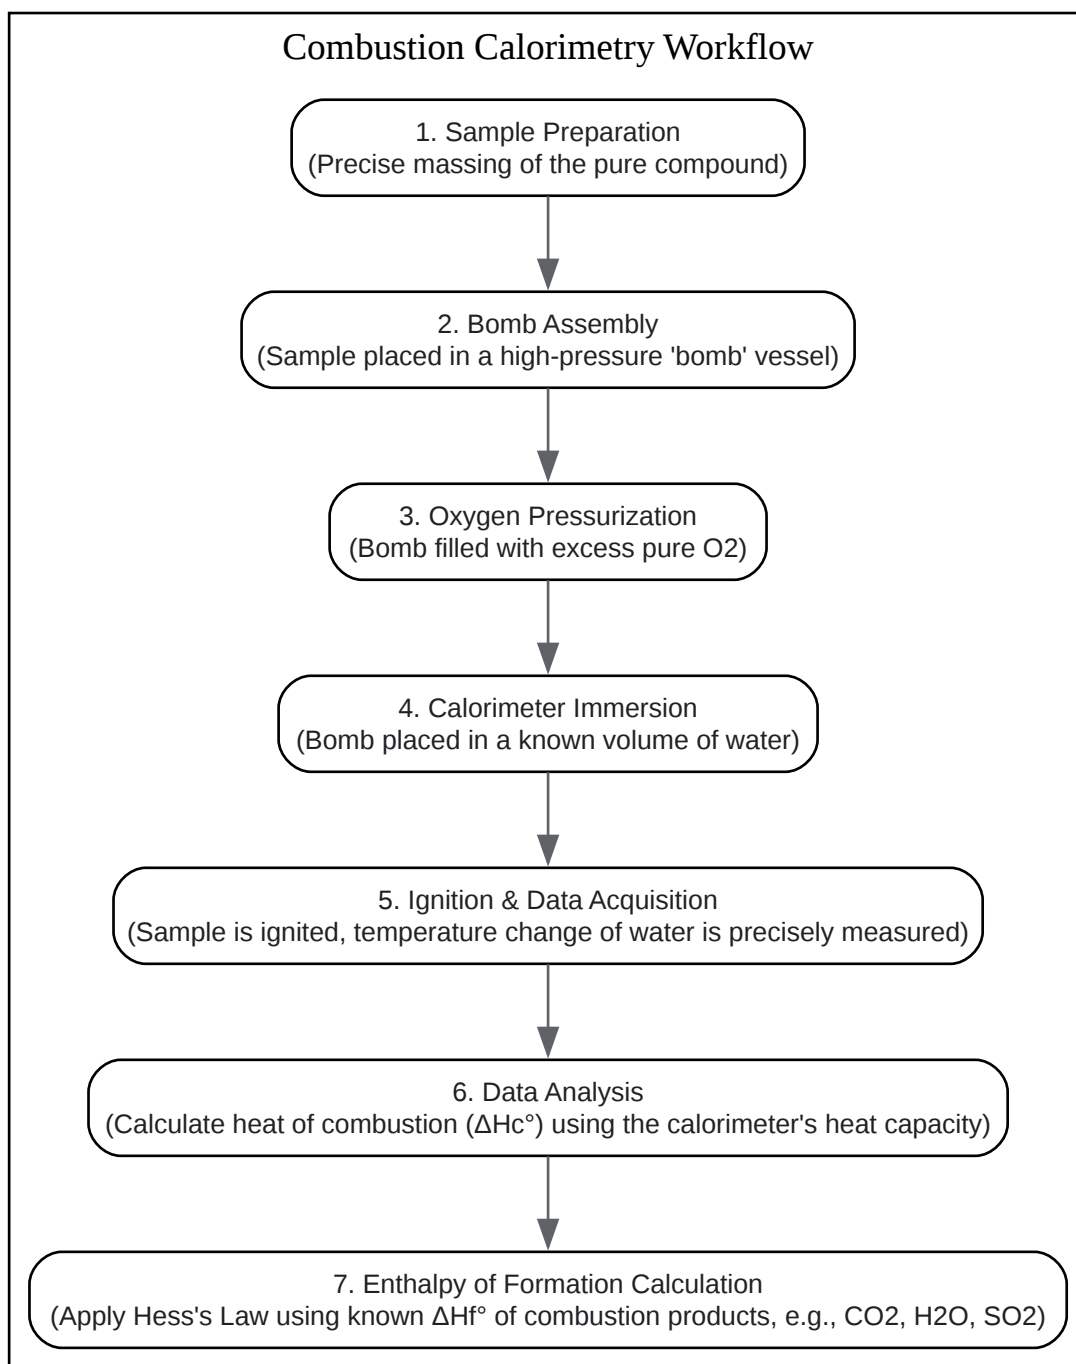 Combustion Calorimetry Workflow
1. Sample Preparation
(Precise massing of the pure compound)
2. Bomb Assembly
(Sample placed in a high-pressure 'bomb' vessel)
3. Oxygen Pressurization
(Bomb filled with excess pure O2)
4. Calorimeter Immersion
(Bomb placed in a known volume of water)
5. Ignition & Data Acquisition
(Sample is ignited, temperature change of water is precisely measured)
6. Data Analysis
(Calculate heat of combustion (ΔHc°) using the calorimeter's heat capacity)
7. Enthalpy of Formation Calculation
(Apply Hess's Law using known ΔHf° of combustion products, e.g., CO2, H2O, SO2)